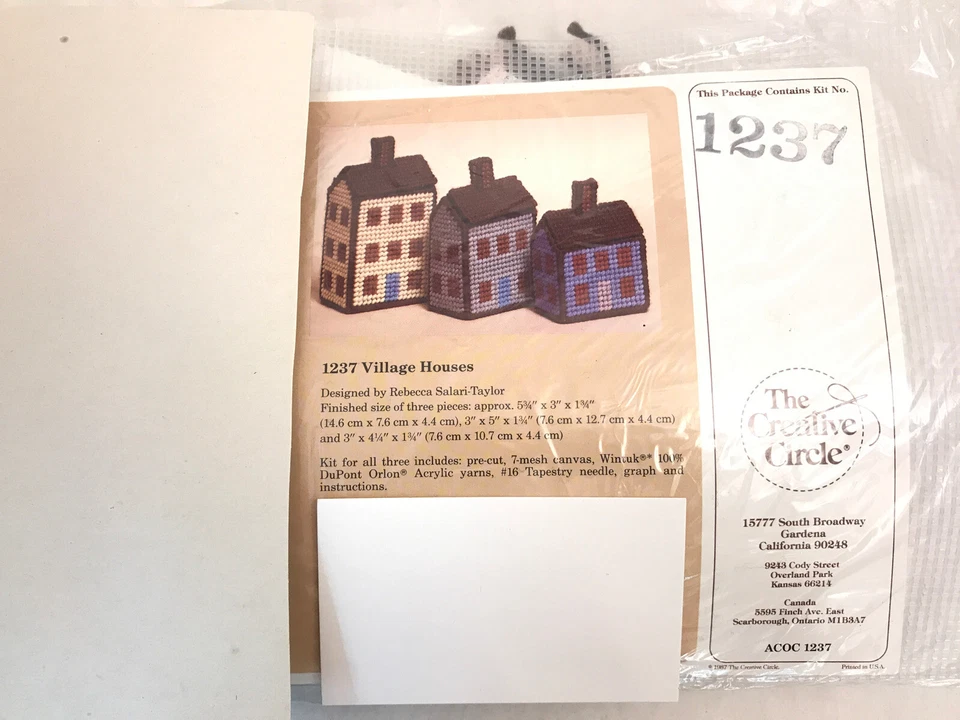 This Package Contains Kit No.
1237
1237 Village Houses
Designed by Rebecca Salari-Taylor
Finished size of three pieces: approx. 5¾″ x 3″ x 1¾″
(14.6 cm x 7.6 cm x 4.4 cm), 3″ x 5″ x 1¾″ (7.6 cm x 12.7 cm x 4.4 cm)
and 3″ x 4¼″ x 1¾″ (7.6 cm x 10.7 cm x 4.4 cm)
Kit for all three includes: pre-cut, 7-mesh canvas, Wintuk®* 100%
DuPont Orlon® Acrylic yarns, #16 Tapestry needle, graph and
instructions.
The
Creative
Circle®
15777 South Broadway
Gardena
California 90248
9243 Cody Street
Overland Park
Kansas 66214
Canada
5595 Finch Ave. East
Scarborough, Ontario M1B3A7
ACOC 1237
© 1987 The Creative Circle. Printed in U.S.A.